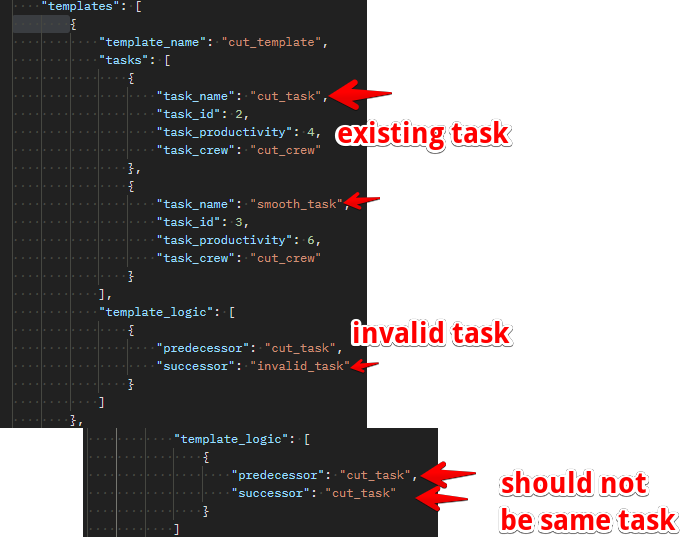 "templates": [
{
"template_name": "cut_template",
"tasks": [
{
"task_name": "cut_task",
"task_id": 2,
"task_productivity": 4,
existing task
"task_crew": "cut_crew"
},
{
"task_name": "smooth_task",
"task_id": 3,
"task_productivity": 6,
"task_crew": "cut_crew"
}
],
"template_logic": [
{
invalid task
"predecessor": "cut_task",
"successor": "invalid_task"
}
]
},
"template_logic": [
{
"predecessor": "cut_task",
"successor": "cut_task"
}
]
should not
be same task